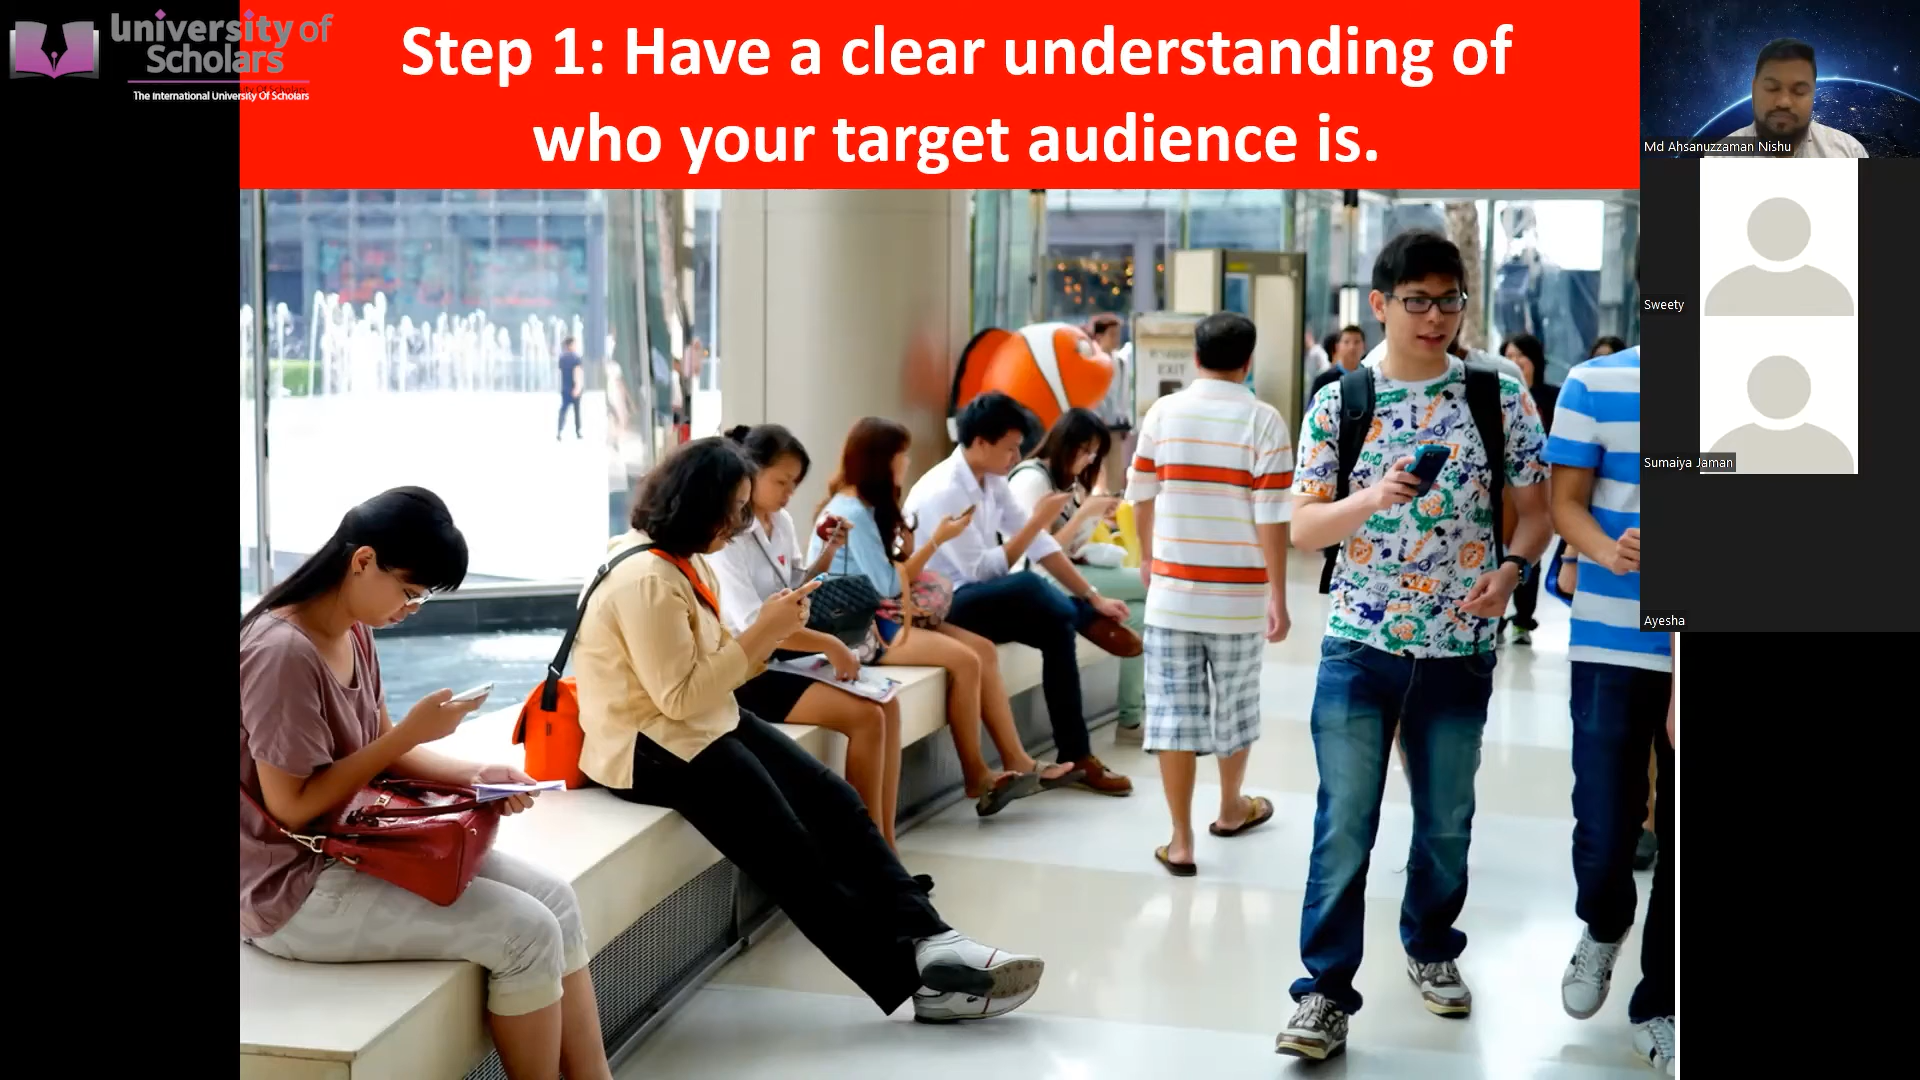 University of
Scholars
The International University Of Scholars
Step 1: Have a clear understanding of
who your target audience is.
EXIT
Md Ahsanuzzaman Nishu
Sweety
Sumaiya Jaman
Ayesha